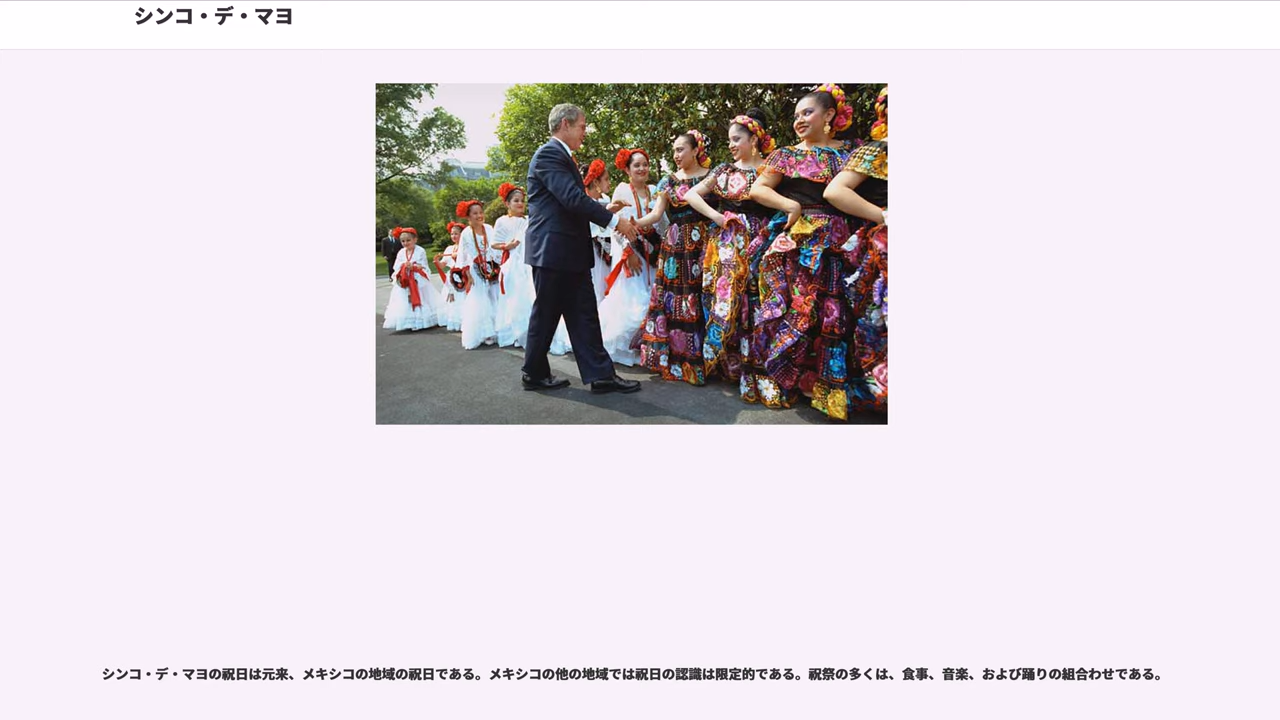 シンコ・デ・マヨ
シンコ・デ・マヨの祝日は元来、メキシコの地域の祝日である。メキシコの他の地域では祝日の認識は限定的である。祝祭の多くは、食事、音楽、および踊りの組合わせである。